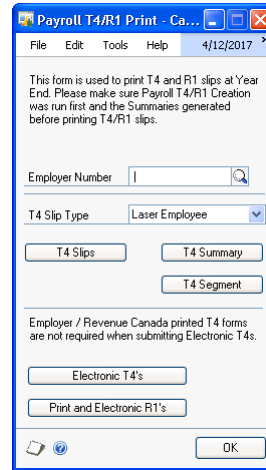 Payroll T4/R1 Print - Ca...
File Edit Tools Help 4/12/2017 »
This form is used to print T4 and R1 slips at Year
End. Please make sure Payroll T4/R1 Creation
was run first and the Summaries generated
before printing T4/R1 slips.
Employer Number
T4 Slip Type Laser Employee
T4 Slips T4 Summary
T4 Segment
Employer / Revenue Canada printed T4 forms
are not required when submitting Electronic T4s.
Electronic T4's
Print and Electronic R1's
OK